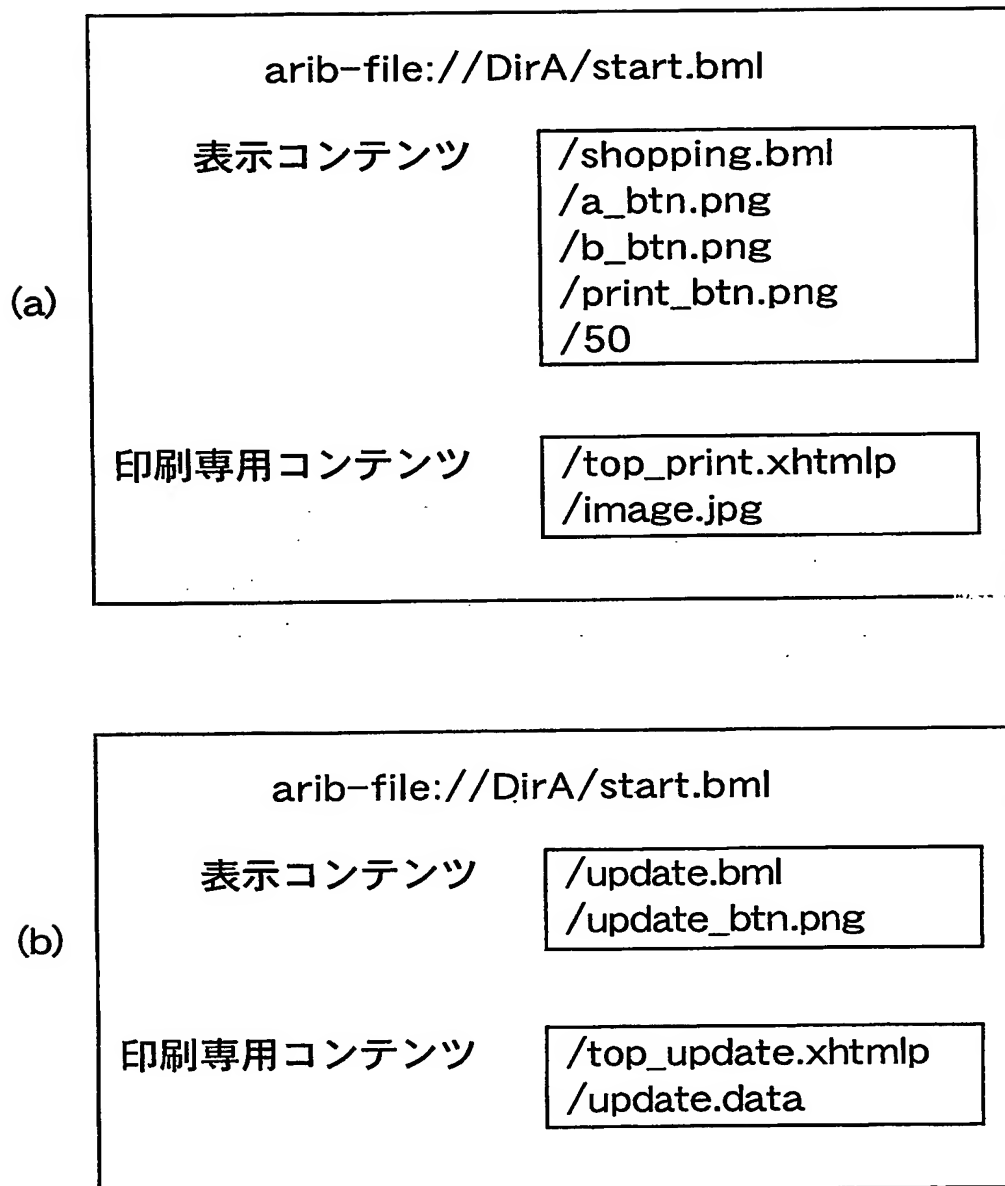 arib-file://DirA/start.bml
表示コンテンツ
/shopping.bml
/a_btn.png
/b_btn.png
/print_btn.png
/50
(a)
印刷専用コンテンツ
/top_print.xhtmlp
/image.jpg
arib-file://DirA/start.bml
表示コンテンツ
/update.bml
/update_btn.png
(b)
印刷専用コンテンツ
/top_update.xhtmlp
/update.data